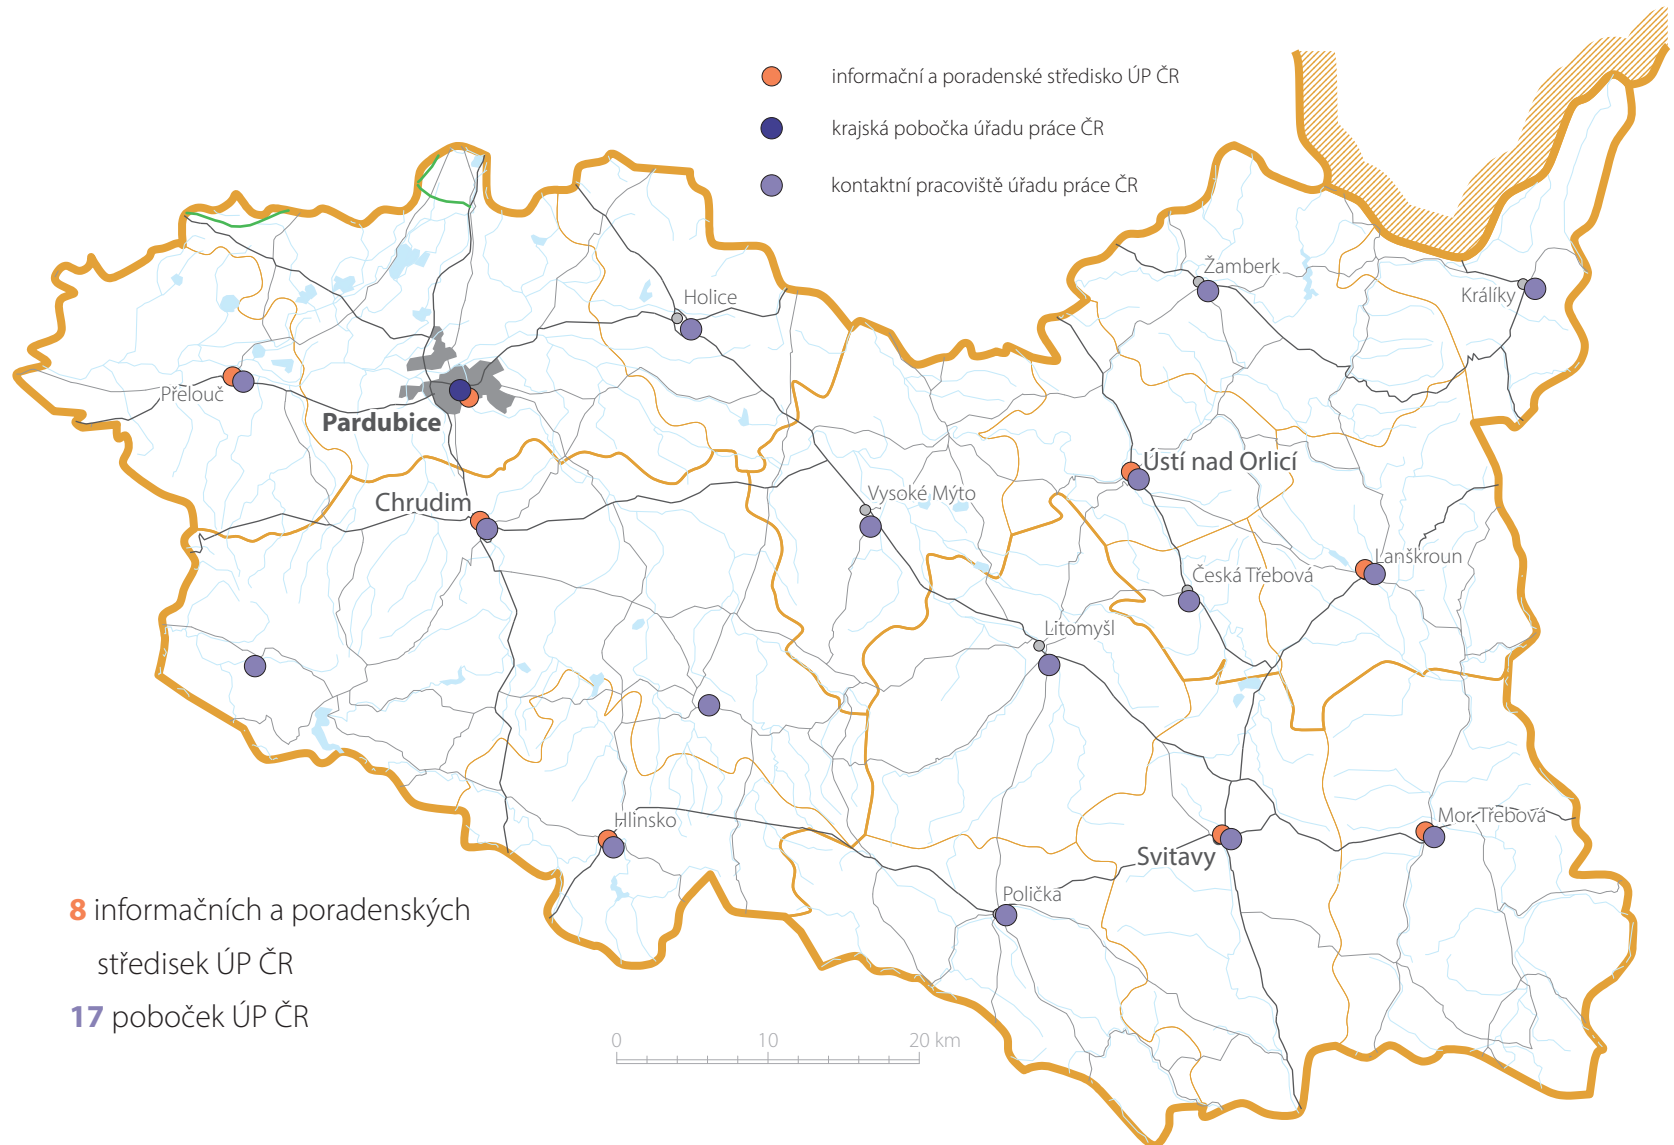 informační a poradenské středisko ÚP ČR
krajská pobočka úřadu práce ČR
kontaktní pracoviště úřadu práce ČR
Žamberk
Králíky
Holice
Přelouč
Pardubice
Ústí nad Orlicí
Chrudim
Vysoké Mýto
Lanškroun
Česká Třebová
Litomyšl
Hlinsko
Mor. Třebová
Svitavy
Polička
8 informačních a poradenských
středisek ÚP ČR
17 poboček ÚP ČR
0 10 20 km